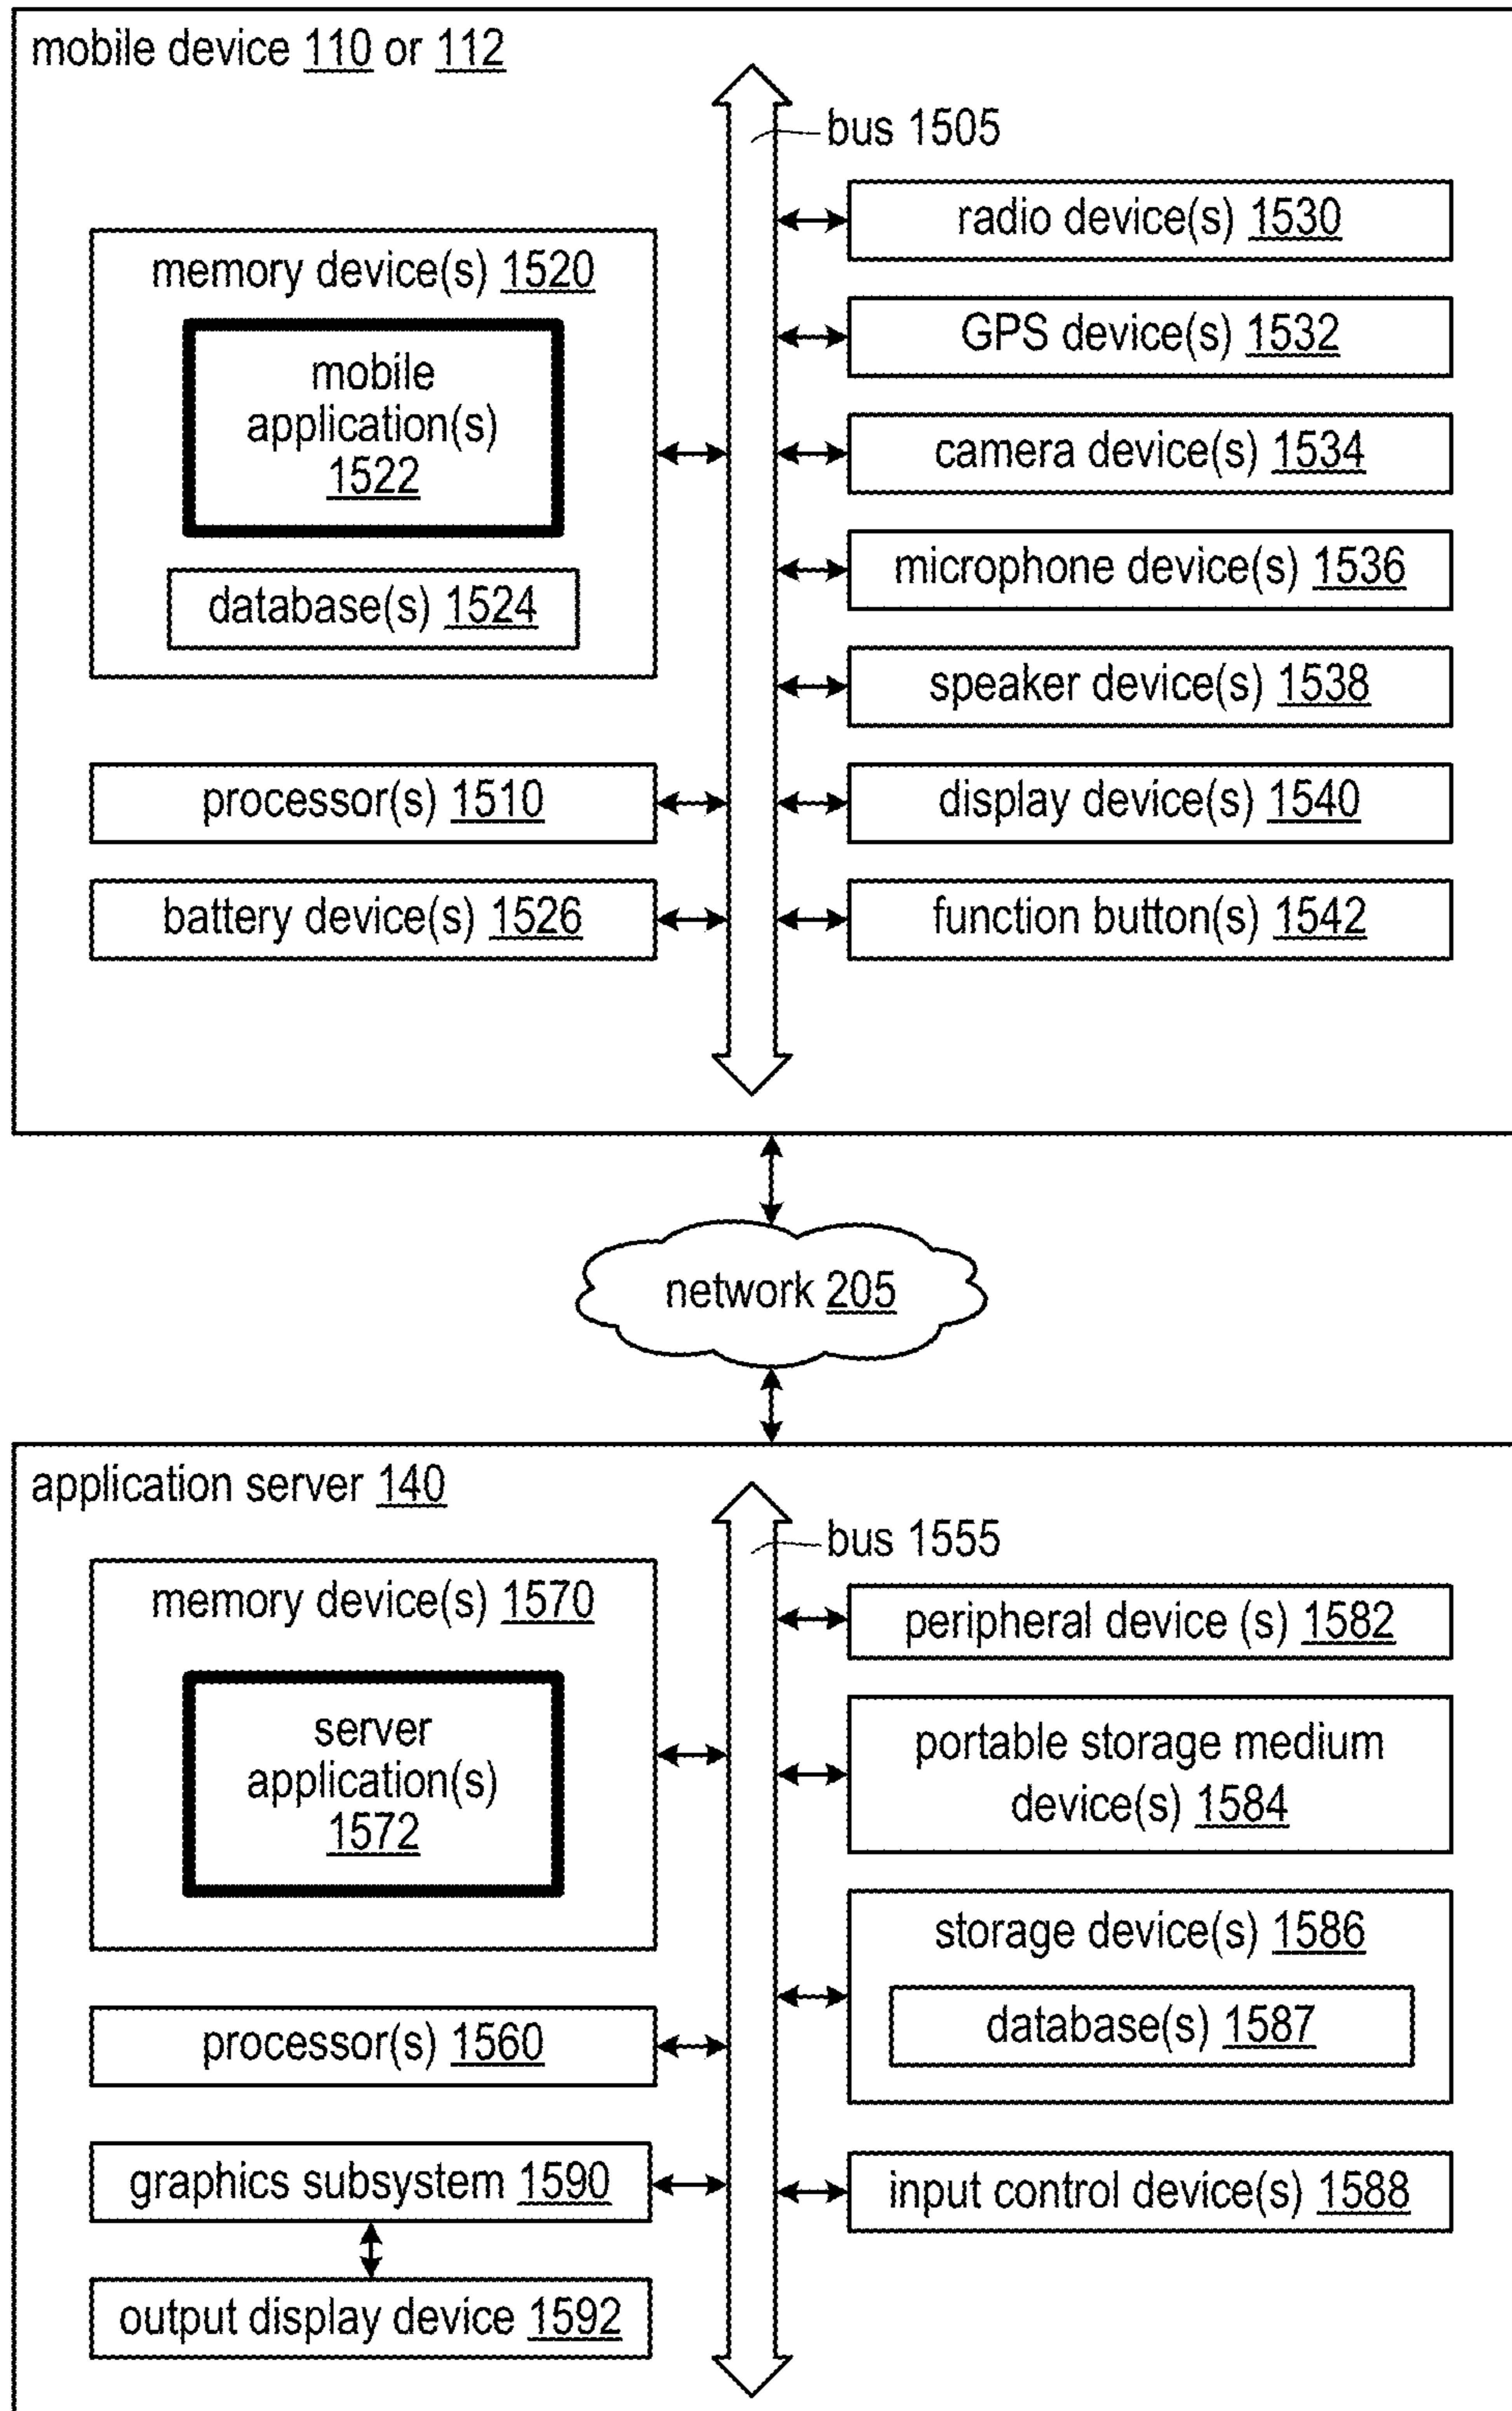 mobile device 110 or 112
bus 1505
memory device(s) 1520
mobile
application(s)
1522
database(s) 1524
processor(s) 1510
battery device(s) 1526
radio device(s) 1530
GPS device(s) 1532
camera device(s) 1534
microphone device(s) 1536
speaker device(s) 1538
display device(s) 1540
function button(s) 1542
network 205
application server 140
bus 1555
memory device(s) 1570
server
application(s)
1572
processor(s) 1560
graphics subsystem 1590
output display device 1592
peripheral device (s) 1582
portable storage medium
device(s) 1584
storage device(s) 1586
database(s) 1587
input control device(s) 1588